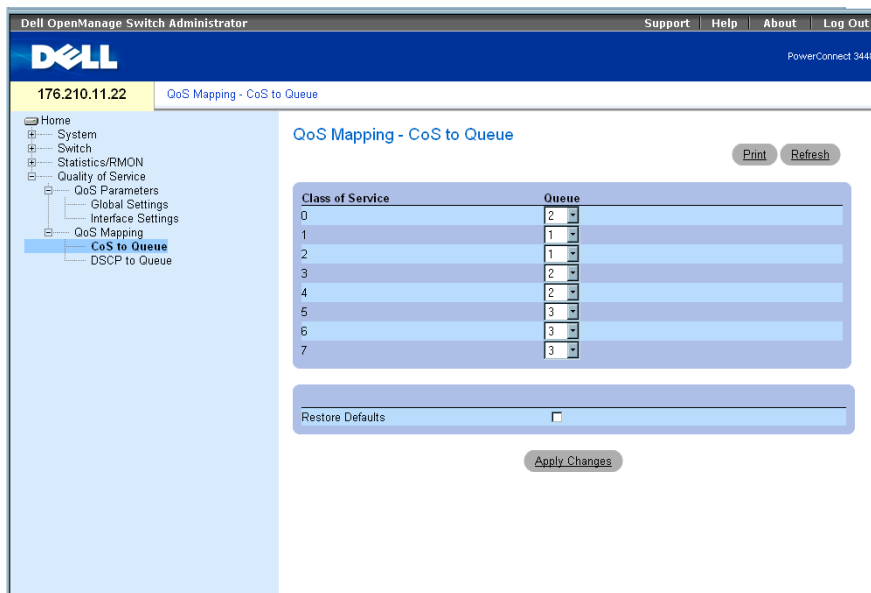 Dell OpenManage Switch Administrator
Support Help About Log Out
DELL
PowerConnect 3448
176.210.11.22
QoS Mapping - CoS to Queue
Home
System
Switch
Statistics/RMON
Quality of Service
QoS Parameters
Global Settings
Interface Settings
QoS Mapping
CoS to Queue
DSCP to Queue
QoS Mapping - CoS to Queue
Print Refresh
Class of Service Queue
0 2
1 1
2 1
3 2
4 2
5 3
6 3
7 3
Restore Defaults
Apply Changes